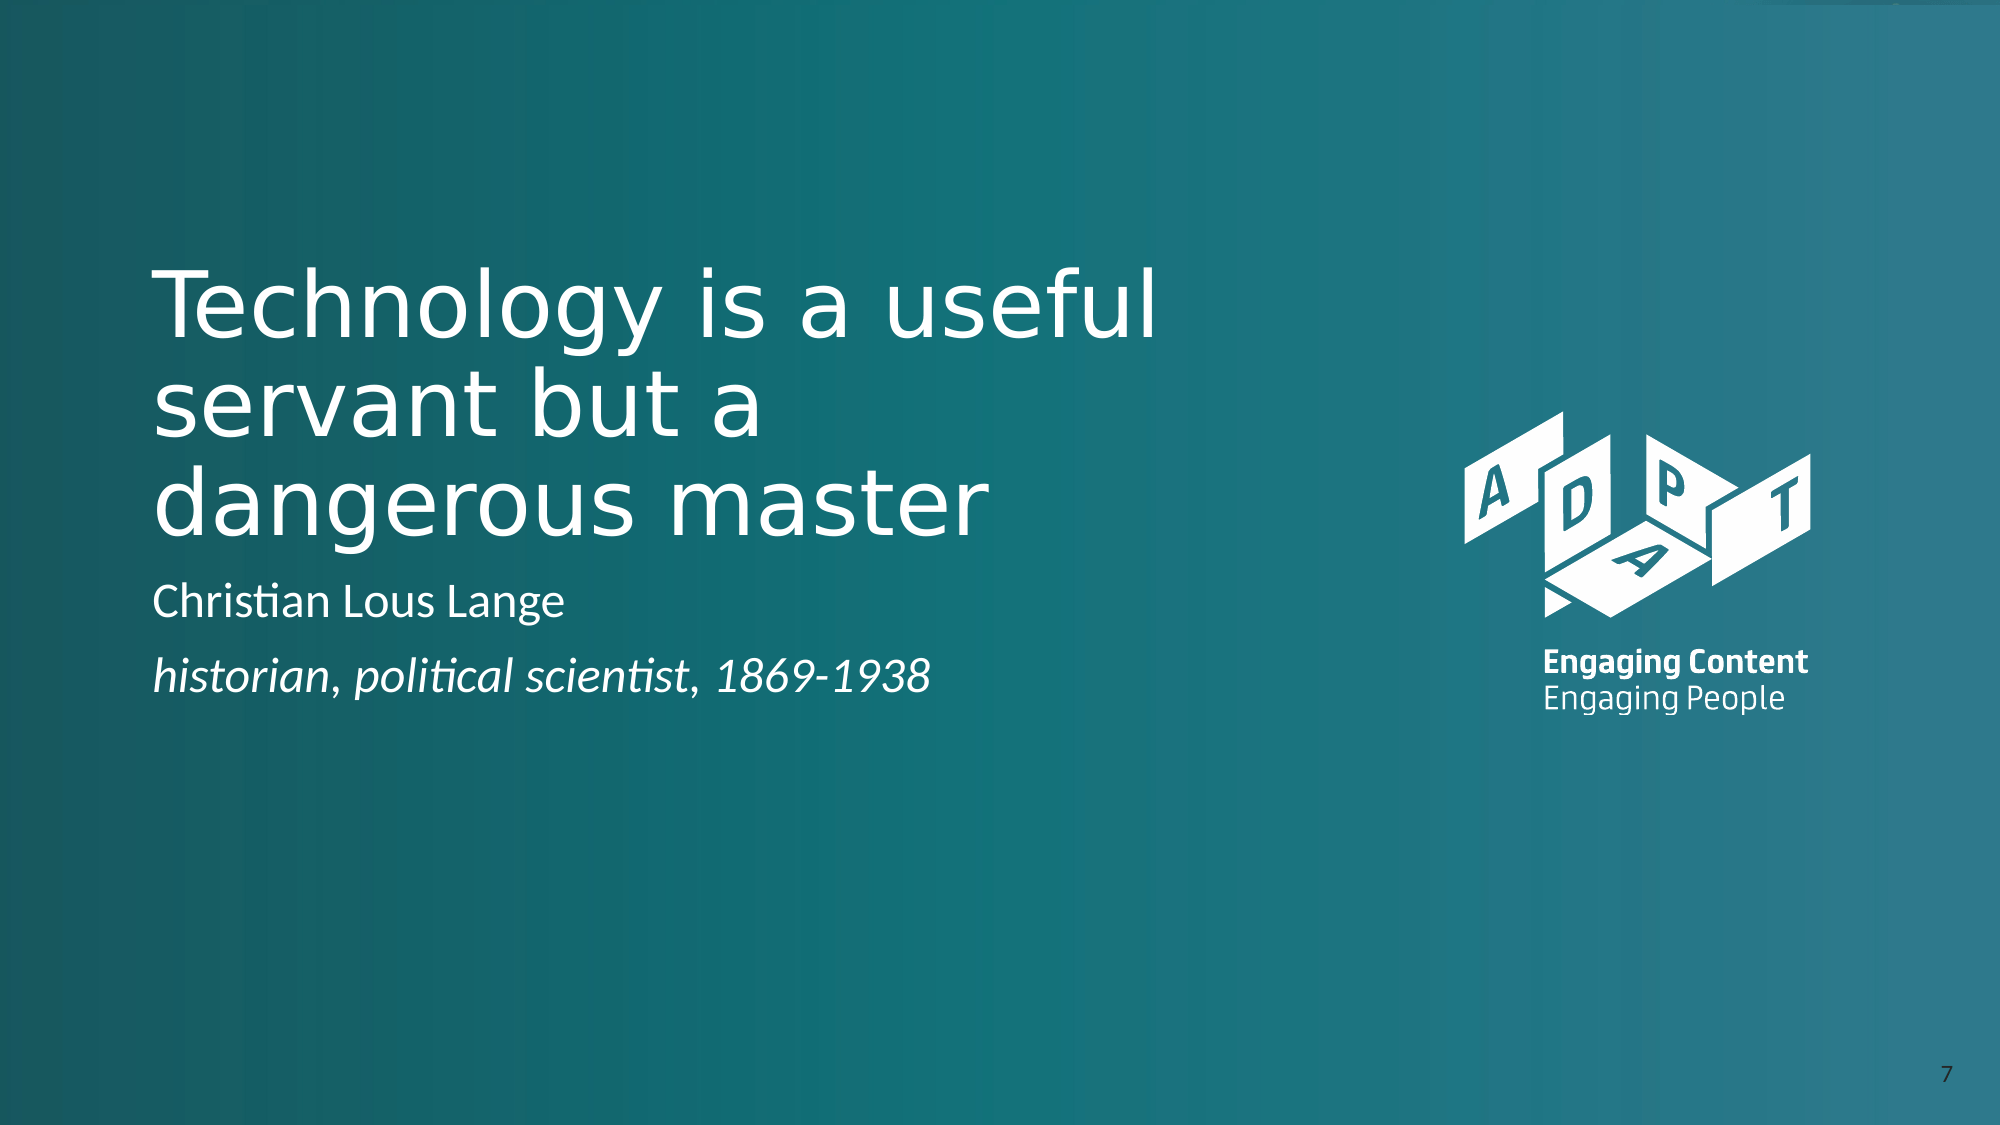 Technology is a useful
servant but a
dangerous master
Christian Lous Lange
historian, political scientist, 1869-1938
A D A P T
Engaging Content
Engaging People
7